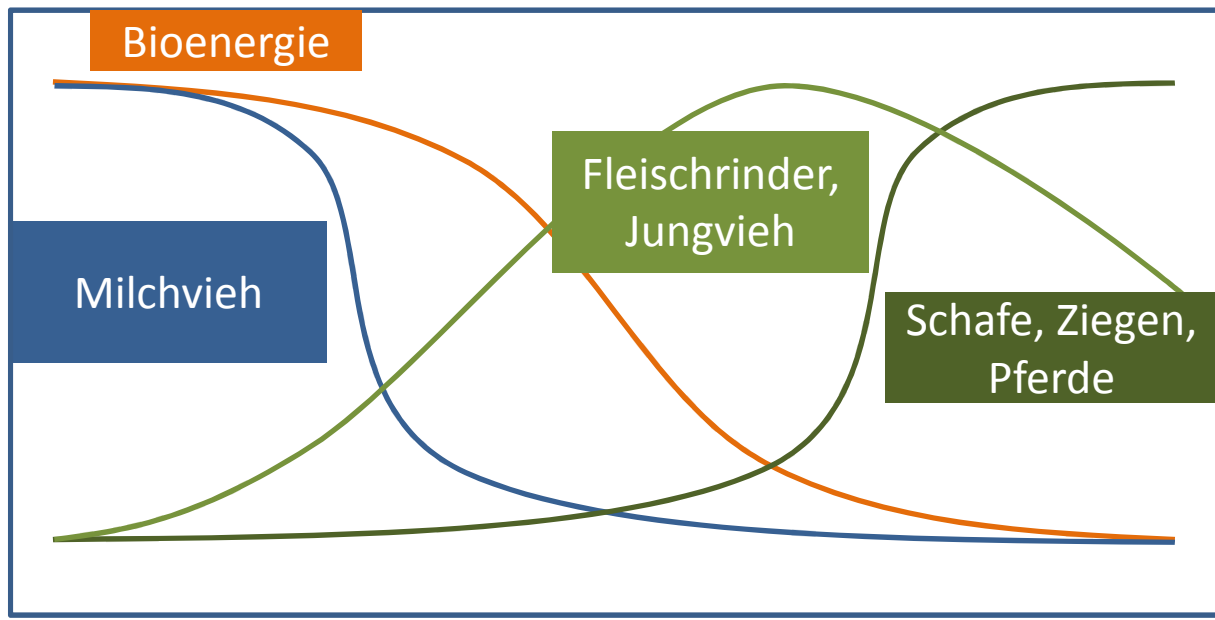 Bioenergie
Fleischrinder,
Jungvieh
Milchvieh
Schafe, Ziegen,
Pferde